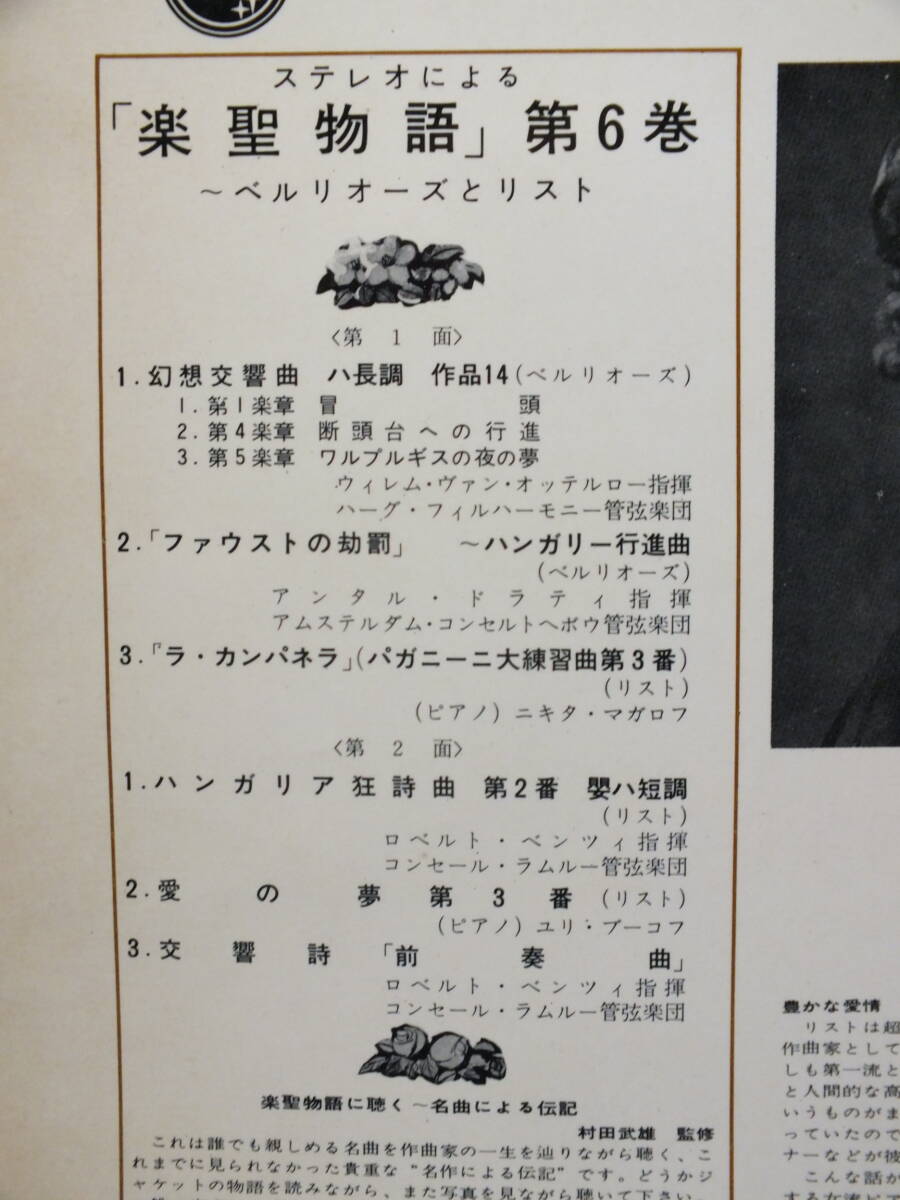 ステレオによる
「楽聖物語」第6巻
～ベルリオーズとリスト
〈第1面〉
1.幻想交響曲 ハ長調 作品14(ベルリオーズ)
1.第1楽章 冒頭
2.第4楽章 断頭台への行進
3.第5楽章 ワルプルギスの夜の夢
ウィレム・ヴァン・オッテルロー指揮
ハーグ・フィルハーモニー管弦楽団
2.「ファウストの劫罰」 ～ハンガリー行進曲
(ベルリオーズ)
アンタル・ドラティ指揮
アムステルダム・コンセルトヘボウ管弦楽団
3.「ラ・カンパネラ」(パガニーニ大練習曲第3番)
(リスト)
(ピアノ)ニキタ・マガロフ
〈第2面〉
1.ハンガリア狂詩曲 第2番 嬰ハ短調
(リスト)
ロベルト・ベンツィ指揮
コンセール・ラムルー管弦楽団
2.愛の夢第3番(リスト)
(ピアノ)ユリ・ブーコフ
3.交響詩「前奏曲」
ロベルト・ベンツィ指揮
コンセール・ラムルー管弦楽団
楽聖物語に聴く～名曲による伝記
村田武雄 監修
これは誰でも親しめる名曲を作曲家の一生を辿りながら聴く、こ
れまでに見られなかった貴重な“名作による伝記”です。どうかジ
ャケットの物語を読みながら、また写真を見ながら聴いて下さい。
豊かな愛情
リストは超
作曲家として
しも第一流と
と人間的な高
いうものがま
っていたので
ナーなどが彼
こんな話か